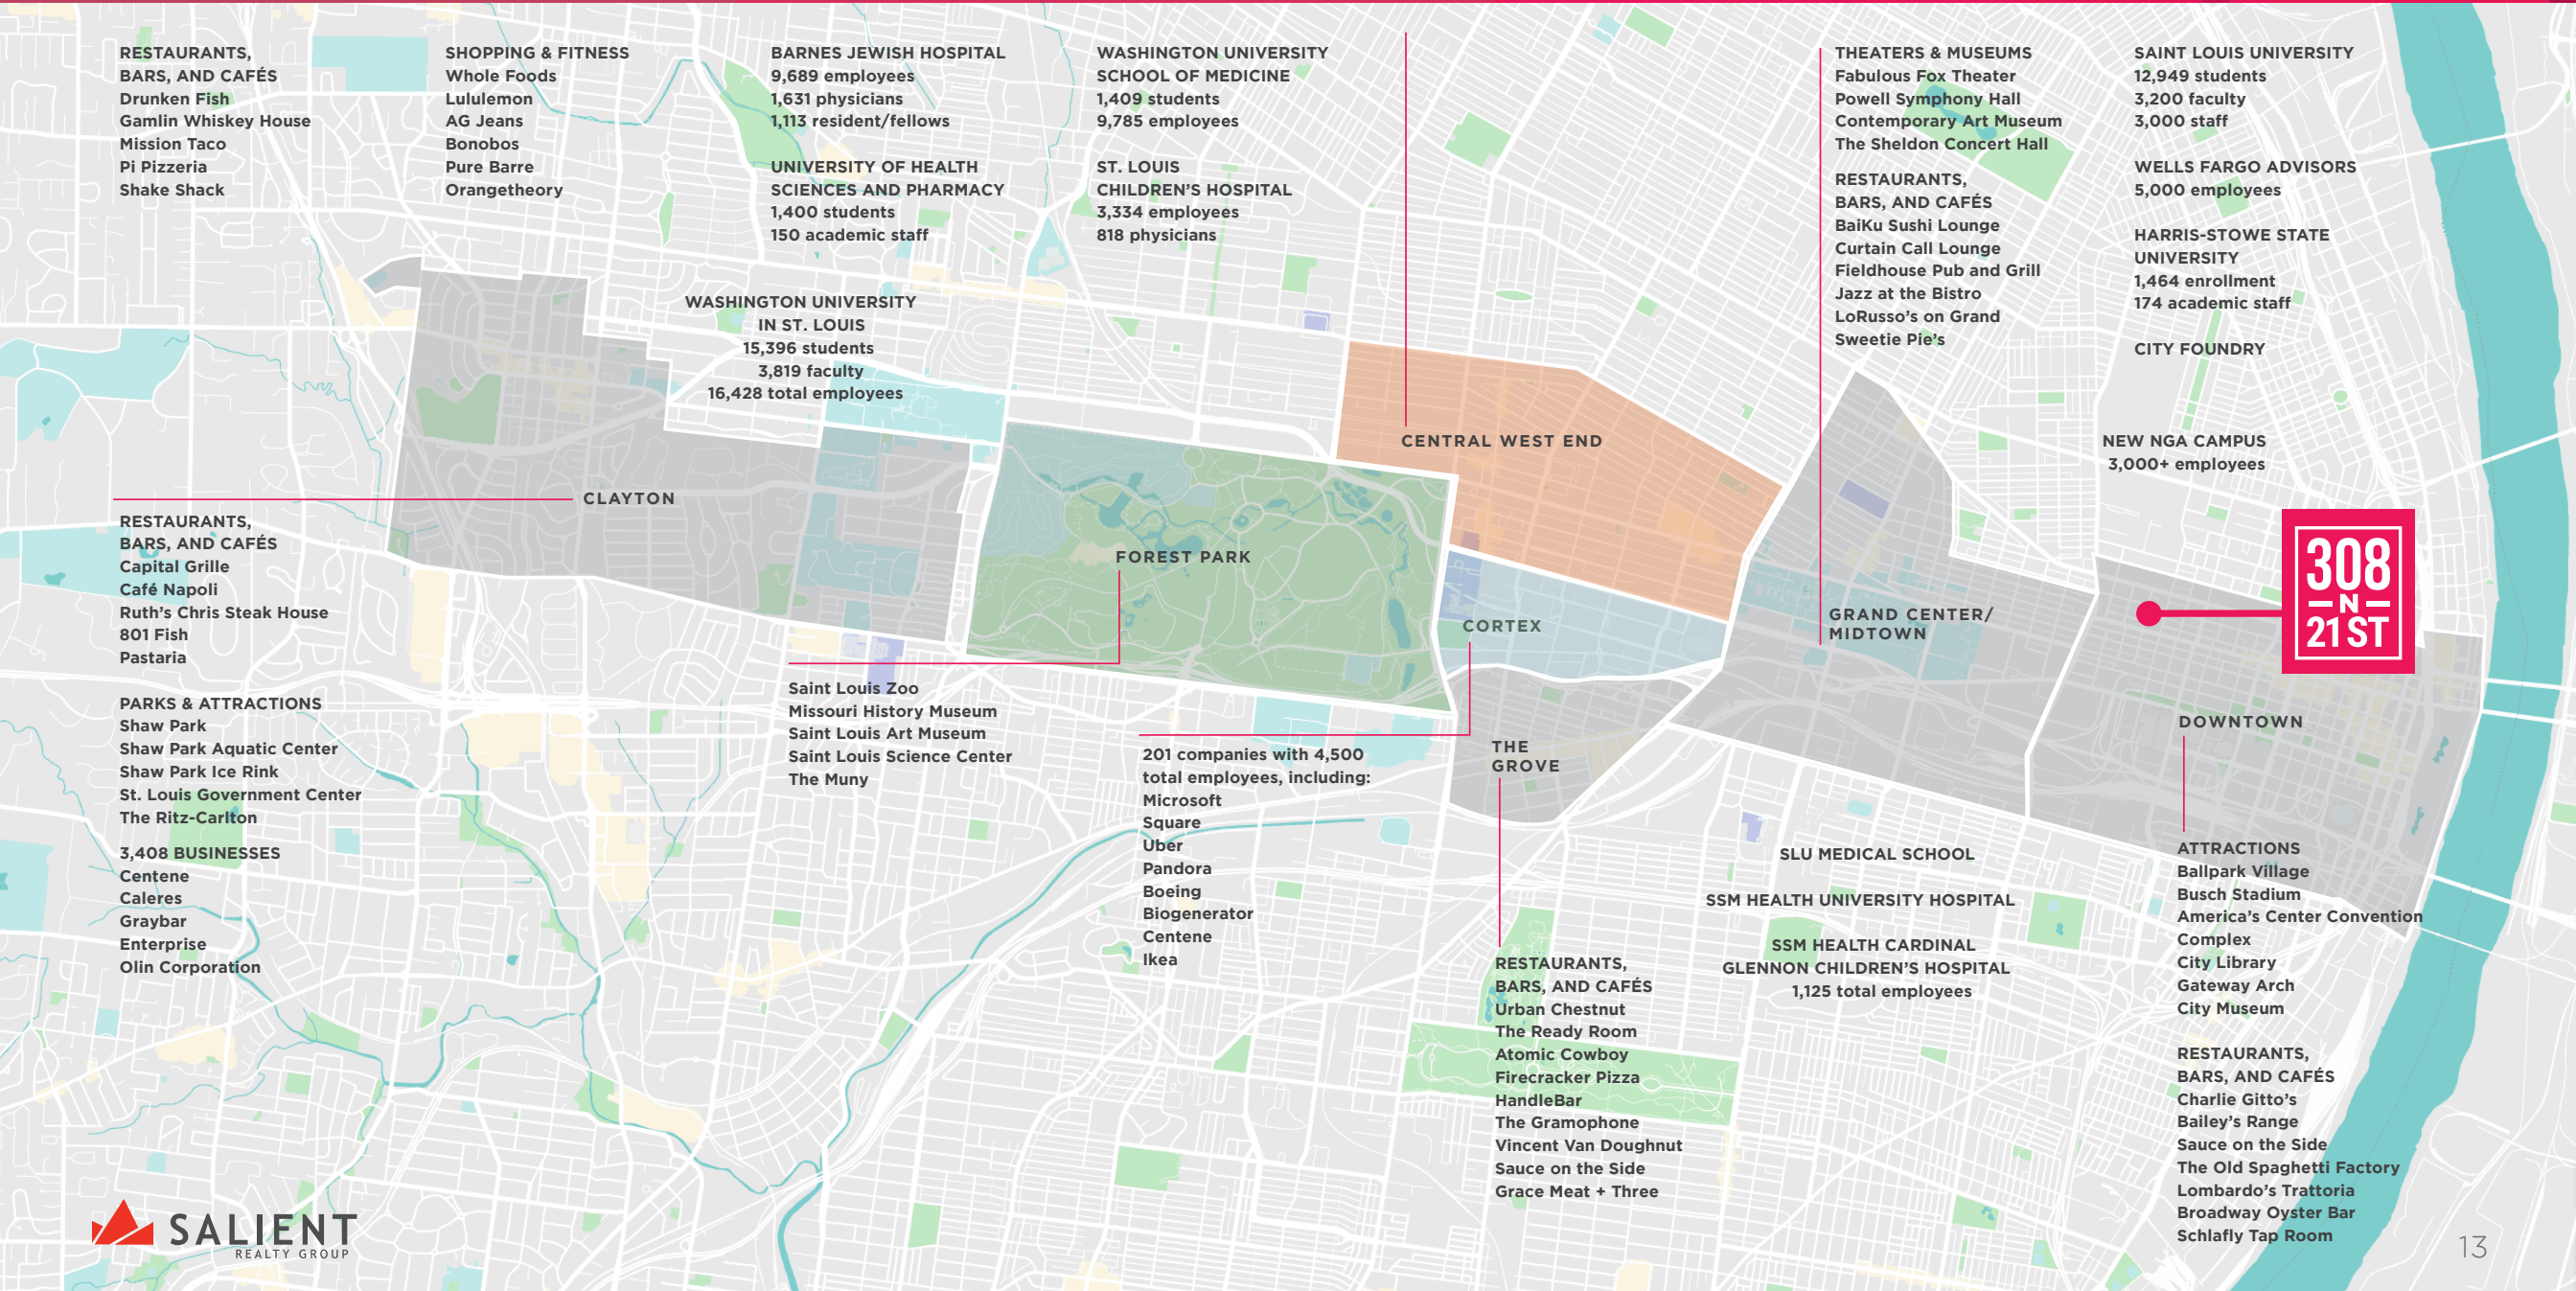 RESTAURANTS,
BARS, AND CAFÉS
Drunken Fish
Gamlin Whiskey House
Mission Taco
Pi Pizzeria
Shake Shack
SHOPPING & FITNESS
Whole Foods
Lululemon
AG Jeans
Bonobos
Pure Barre
Orangetheory
BARNES JEWISH HOSPITAL
9,689 employees
1,631 physicians
1,113 resident/fellows
UNIVERSITY OF HEALTH
SCIENCES AND PHARMACY
1,400 students
150 academic staff
WASHINGTON UNIVERSITY
SCHOOL OF MEDICINE
1,409 students
9,785 employees
ST. LOUIS
CHILDREN'S HOSPITAL
3,334 employees
818 physicians
THEATERS & MUSEUMS
Fabulous Fox Theater
Powell Symphony Hall
Contemporary Art Museum
The Sheldon Concert Hall
RESTAURANTS,
BARS, AND CAFÉS
BaiKu Sushi Lounge
Curtain Call Lounge
Fieldhouse Pub and Grill
Jazz at the Bistro
LoRusso's on Grand
Sweetie Pie's
SAINT LOUIS UNIVERSITY
12,949 students
3,200 faculty
3,000 staff
WELLS FARGO ADVISORS
5,000 employees
HARRIS-STOWE STATE
UNIVERSITY
1,464 enrollment
174 academic staff
CITY FOUNDRY
NEW NGA CAMPUS
3,000+ employees
WASHINGTON UNIVERSITY
IN ST. LOUIS
15,396 students
3,819 faculty
16,428 total employees
CENTRAL WEST END
CLAYTON
FOREST PARK
CORTEX
GRAND CENTER/
MIDTOWN
308
N
21 ST
DOWNTOWN
THE
GROVE
RESTAURANTS,
BARS, AND CAFÉS
Capital Grille
Café Napoli
Ruth's Chris Steak House
801 Fish
Pastaria
PARKS & ATTRACTIONS
Shaw Park
Shaw Park Aquatic Center
Shaw Park Ice Rink
St. Louis Government Center
The Ritz-Carlton
3,408 BUSINESSES
Centene
Caleres
Graybar
Enterprise
Olin Corporation
Saint Louis Zoo
Missouri History Museum
Saint Louis Art Museum
Saint Louis Science Center
The Muny
201 companies with 4,500
total employees, including:
Microsoft
Square
Uber
Pandora
Boeing
Biogenerator
Centene
Ikea
RESTAURANTS,
BARS, AND CAFÉS
Urban Chestnut
The Ready Room
Atomic Cowboy
Firecracker Pizza
HandleBar
The Gramophone
Vincent Van Doughnut
Sauce on the Side
Grace Meat + Three
SLU MEDICAL SCHOOL
SSM HEALTH UNIVERSITY HOSPITAL
SSM HEALTH CARDINAL
GLENNON CHILDREN'S HOSPITAL
1,125 total employees
ATTRACTIONS
Ballpark Village
Busch Stadium
America's Center Convention
Complex
City Library
Gateway Arch
City Museum
RESTAURANTS,
BARS, AND CAFÉS
Charlie Gitto's
Bailey's Range
Sauce on the Side
The Old Spaghetti Factory
Lombardo's Trattoria
Broadway Oyster Bar
Schlafly Tap Room
SALIENT
REALTY GROUP
13